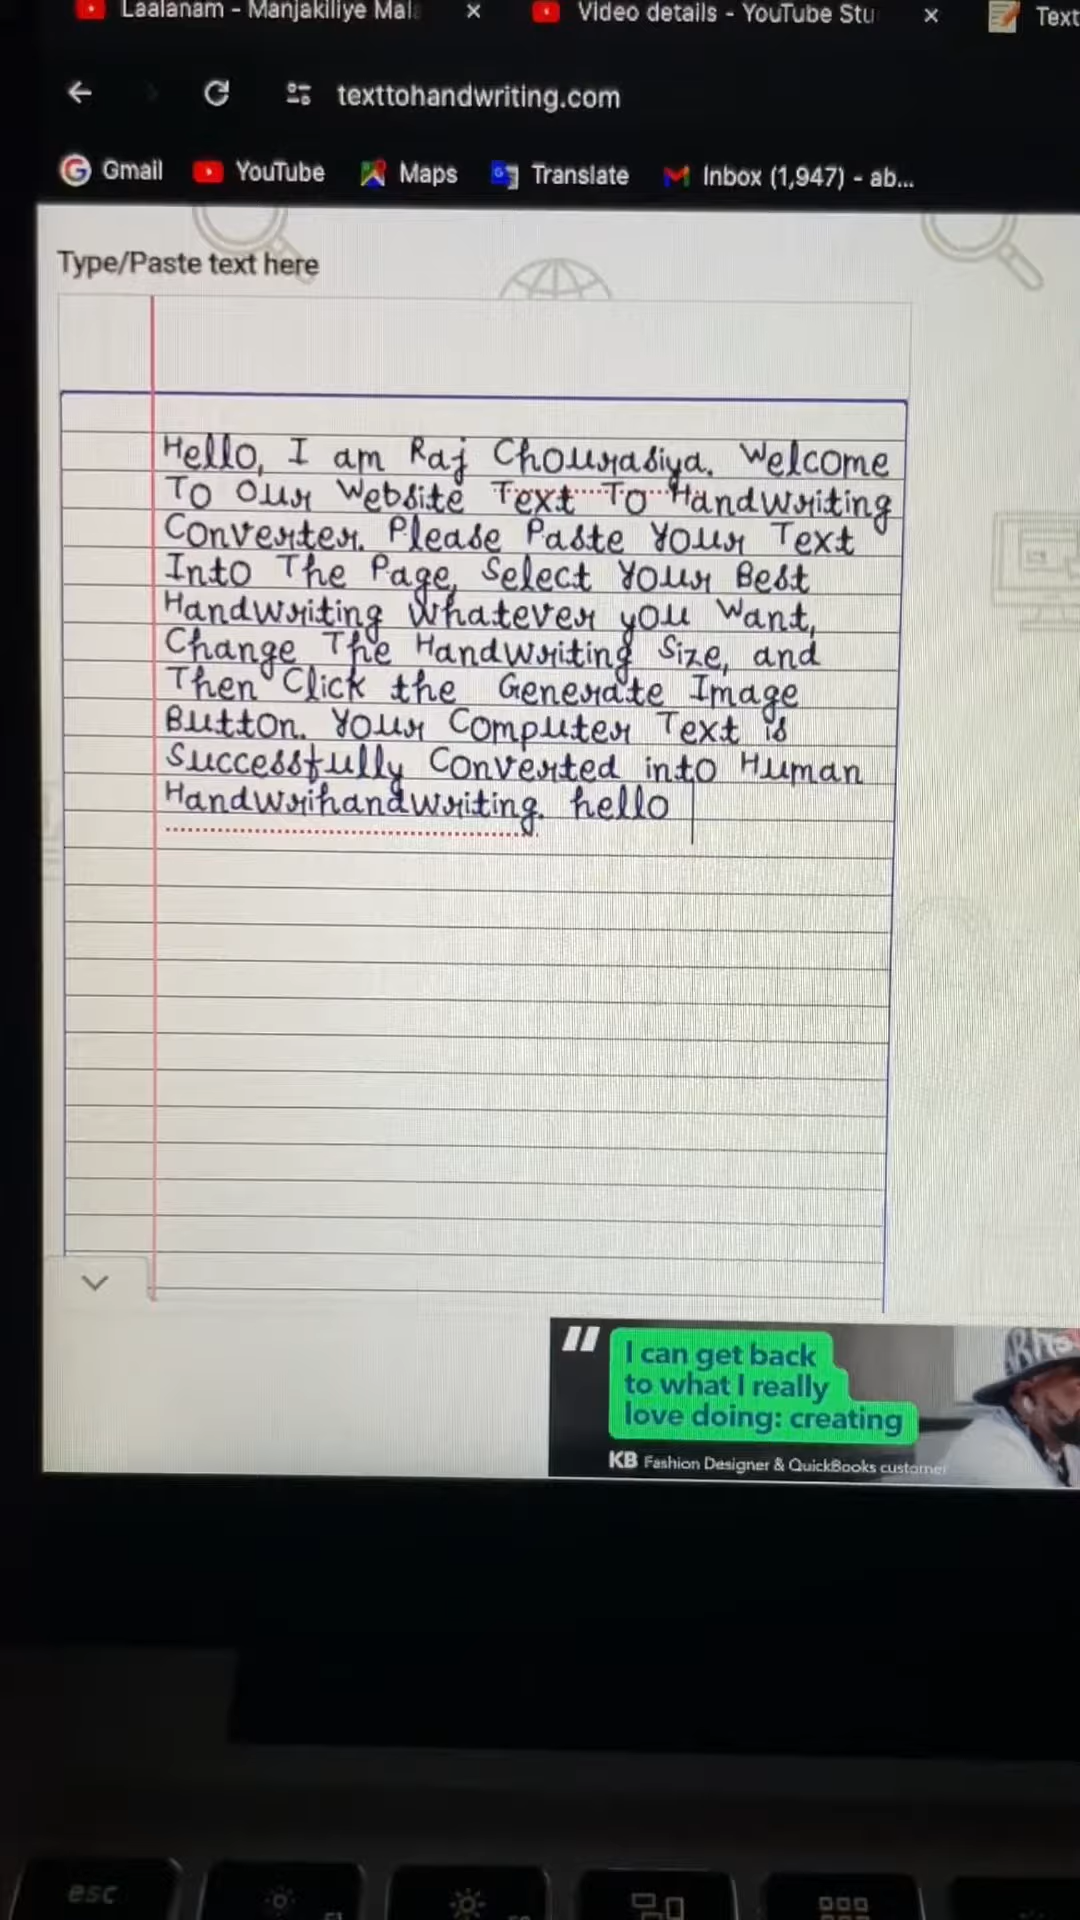 Laalanam - Manjakiliye Mal
Video details - YouTube Stu
Text
texttohandwriting.com
Gmail YouTube Maps Translate Inbox (1,947) - ab...
Type/Paste text here
Hello, I am Raj Chourasiya. Welcome
To Our Website Text To Handwriting
Converter. Please Paste Your Text
Into The Page, Select Your Best
Handwriting Whatever you Want,
Change The Handwriting Size, and
Then Click the Generate Image
Button. Your Computer Text is
Successfully Converted into Human
Handwrihandwriting. hello
I can get back
to what I really
love doing: creating
KB Fashion Designer & QuickBooks customer
esc